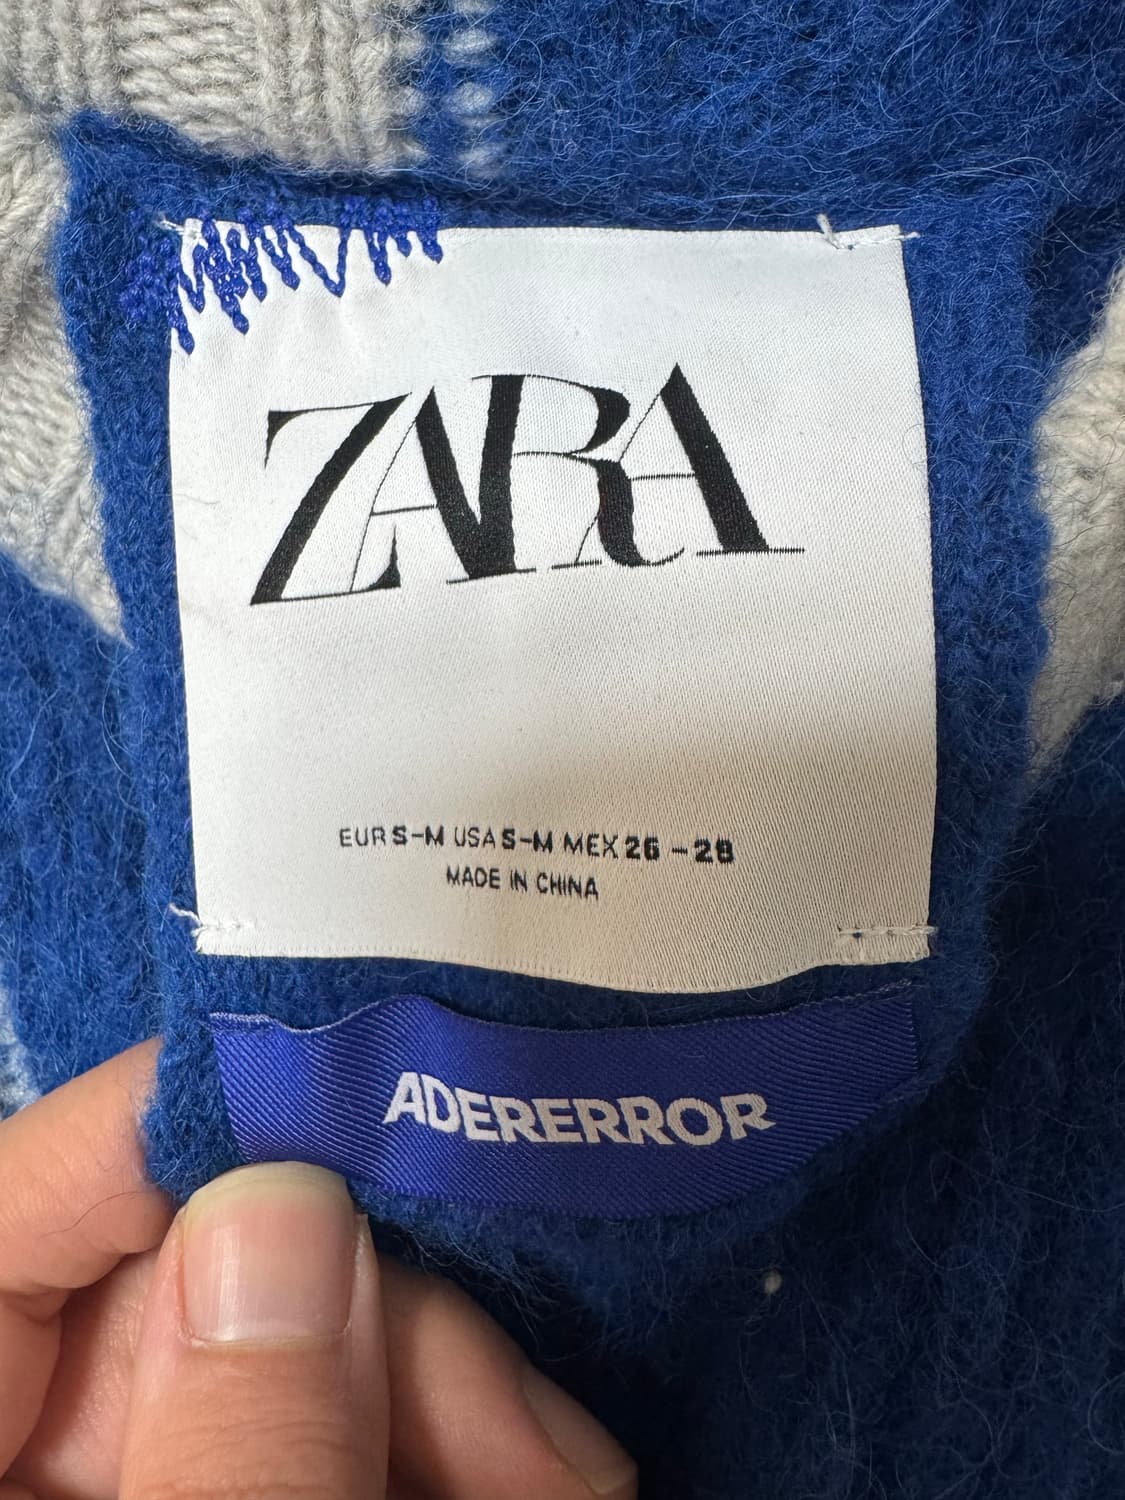 ZARA
EUR S-M USA S-M MEX 26-28
MADE IN CHINA
ADERERROR